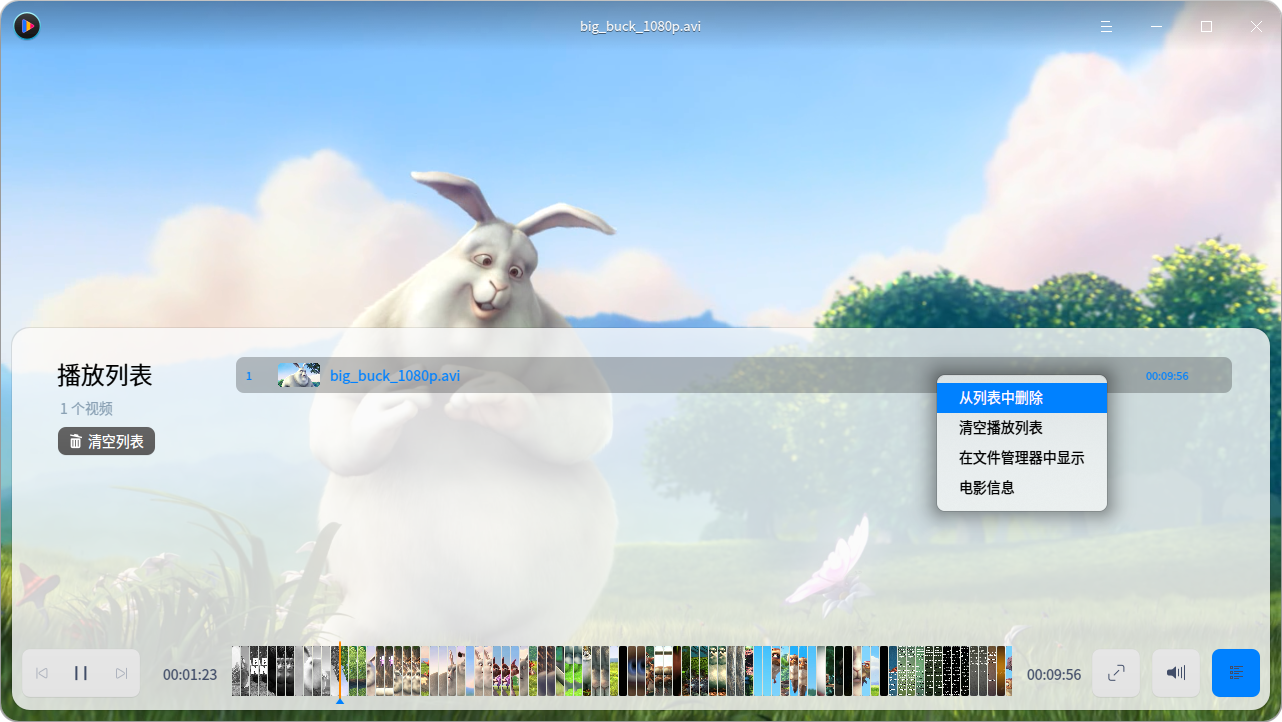 big_buck_1080p.avi
播放列表
1 个视频
清空列表
1
big_buck_1080p.avi
00:09:56
从列表中删除
清空播放列表
在文件管理器中显示
电影信息
00:01:23
00:09:56